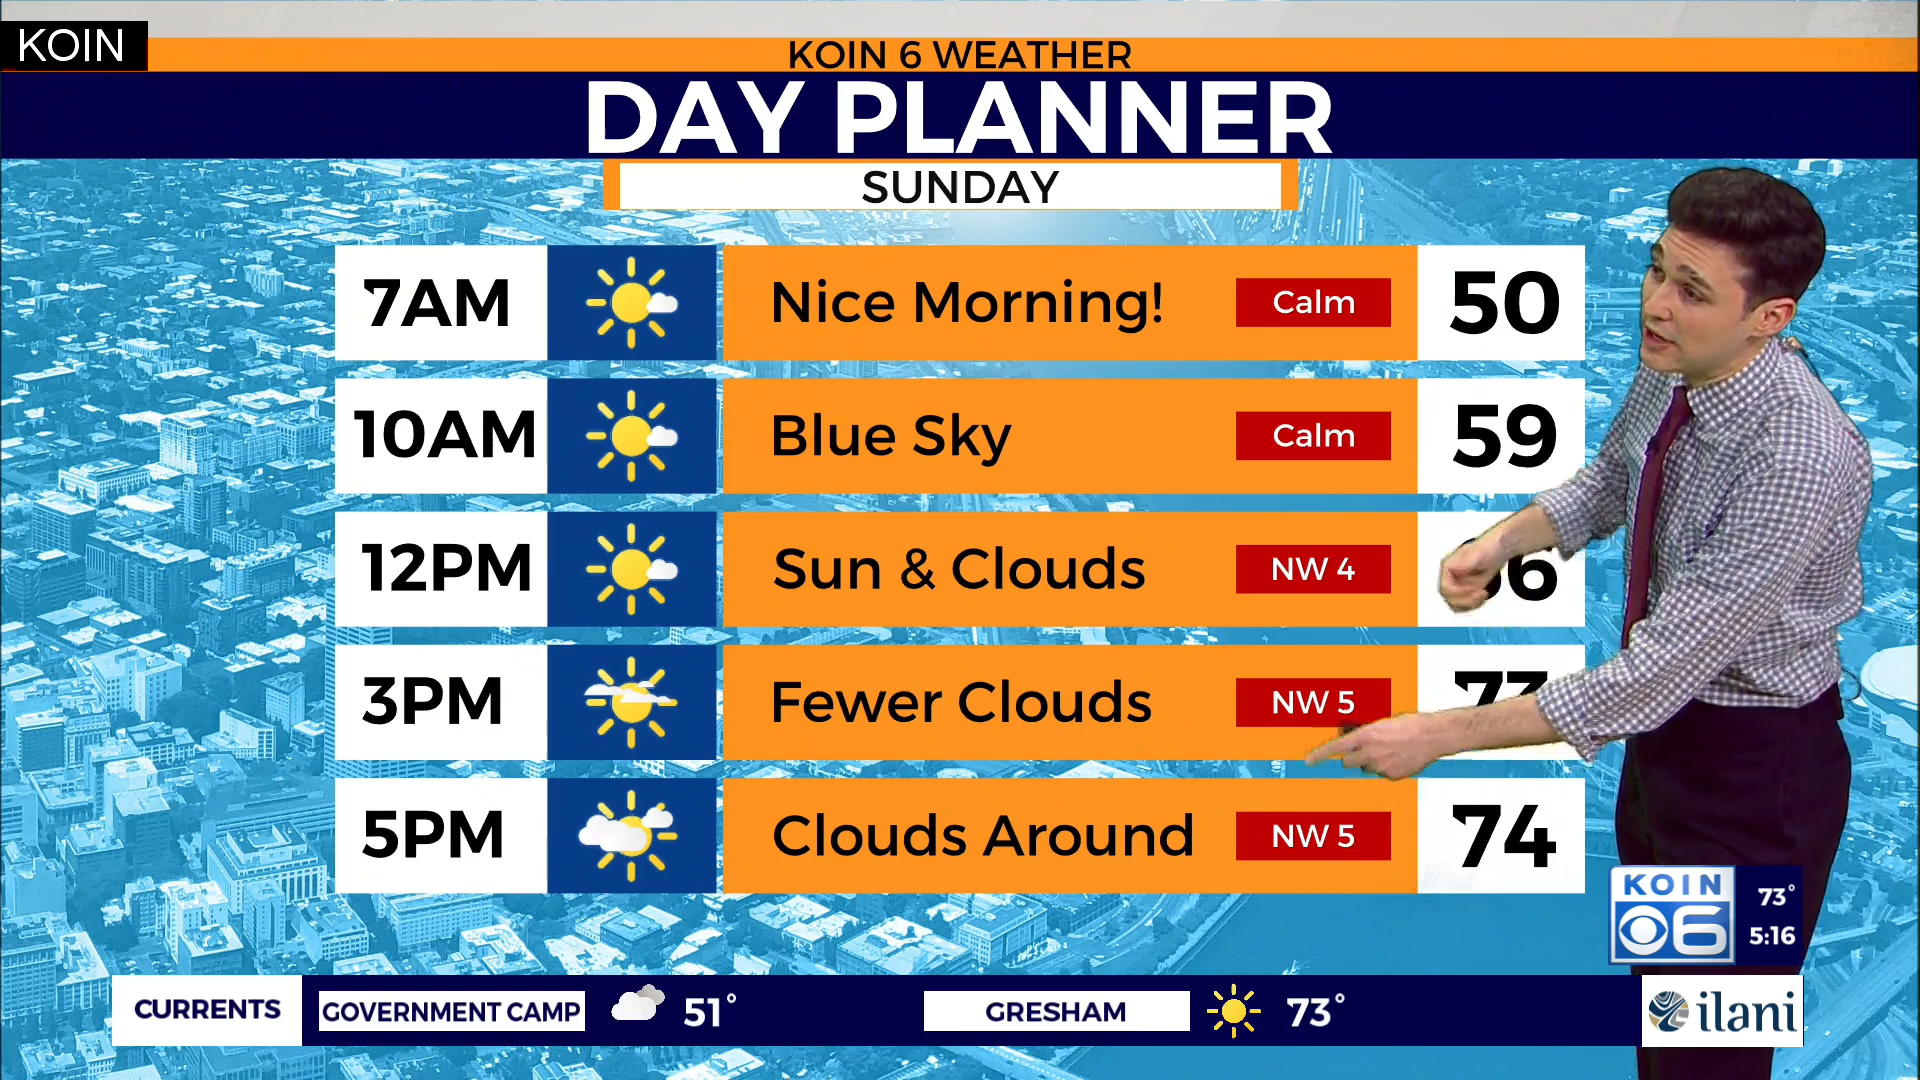 KOIN
KOIN 6 WEATHER
DAY PLANNER
SUNDAY
7AM Nice Morning! Calm 50
10AM Blue Sky Calm 59
12PM Sun & Clouds NW 4
3PM Fewer Clouds NW 5 73
5PM Clouds Around NW 5 74
KOIN 6
73°
5:16
CURRENTS GOVERNMENT CAMP 51° GRESHAM 73° ilani